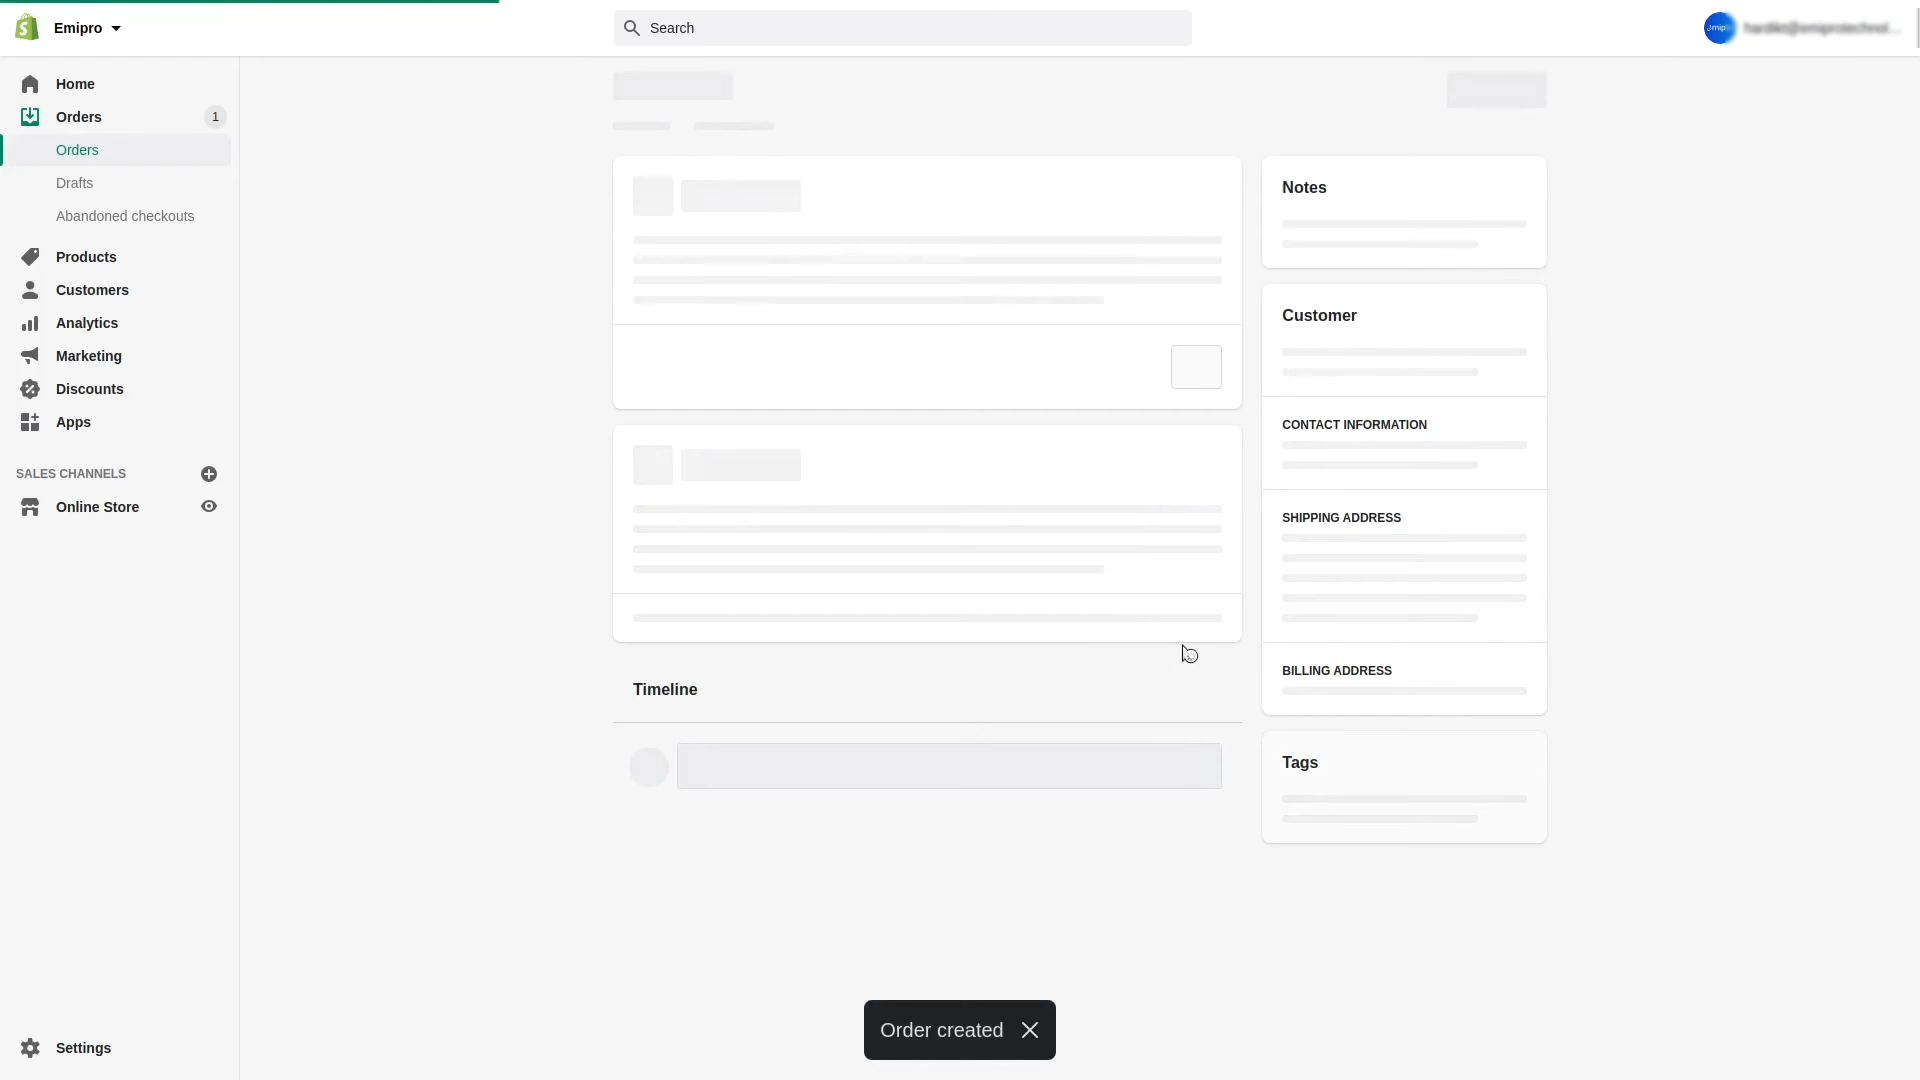 Emipro
Search
Home
Orders
1
Orders
Drafts
Abandoned checkouts
Products
Customers
Analytics
Marketing
Discounts
Apps
SALES CHANNELS
Online Store
Settings
Timeline
Notes
Customer
CONTACT INFORMATION
SHIPPING ADDRESS
BILLING ADDRESS
Tags
Order created